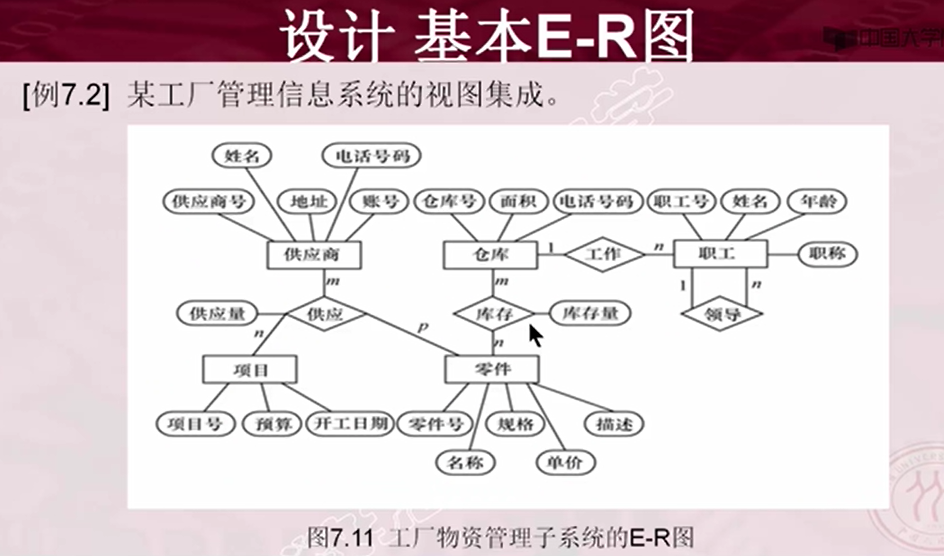 设计 基本E-R图
中国大学
[例7.2] 某工厂管理信息系统的视图集成。
姓名 电话号码
供应商号 地址 账号 仓库号 面积 电话号码 职工号 姓名 年龄
供应商 仓库 1 工作 n 职工 职称
m m 1 n
供应量 供应 库存 库存量 领导
n p n
项目 零件
项目号 预算 开工日期 零件号 规格 描述
名称 单价
图7.11 工厂物资管理子系统的E-R图